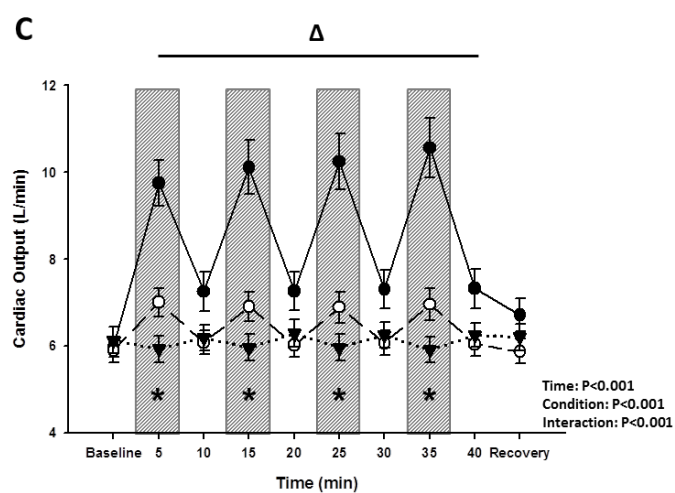 C
Δ
12
10
8
6
4
Cardiac Output (L/min)
* * * *
Time: P<0.001
Condition: P<0.001
Interaction: P<0.001
Baseline 5 10 15 20 25 30 35 40 Recovery
Time (min)